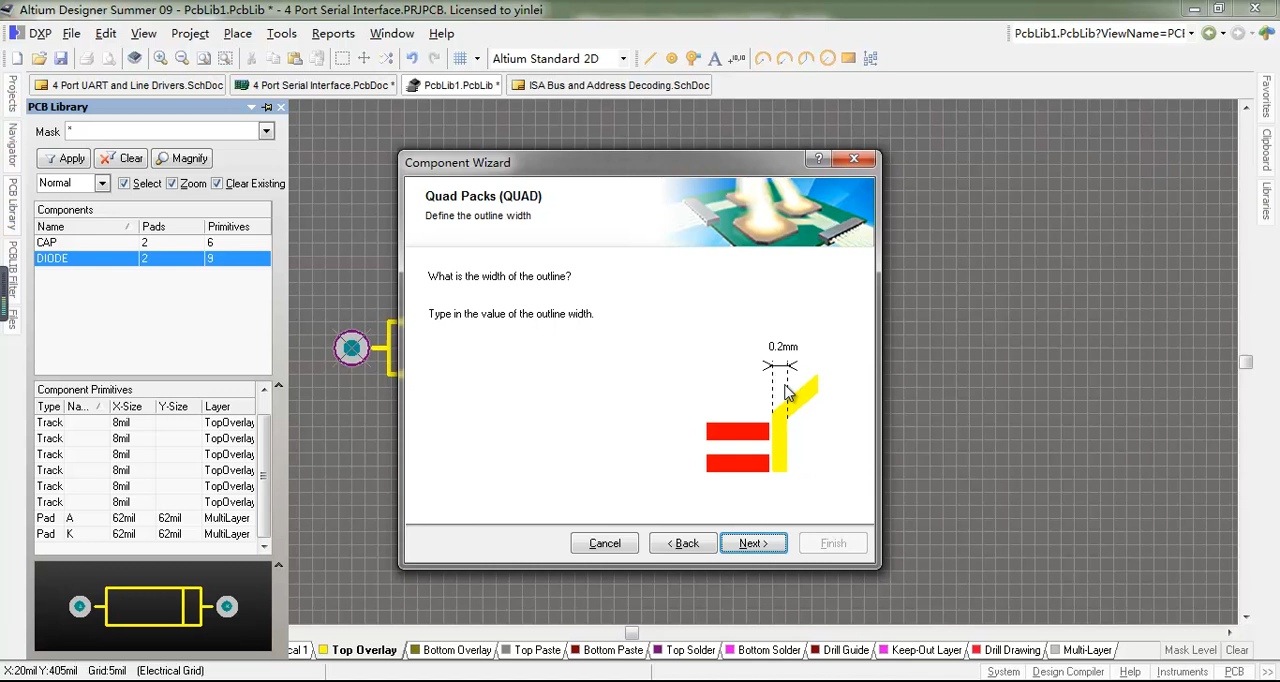 Altium Designer Summer 09 - PcbLib1.PcbLib * - 4 Port Serial Interface.PRJPCB. Licensed to yinlei
DXP File Edit View Project Place Tools Reports Window Help
PcbLib1.PcbLib?ViewName=PCE
Altium Standard 2D
4 Port UART and Line Drivers.SchDoc 4 Port Serial Interface.PcbDoc * PcbLib1.PcbLib * ISA Bus and Address Decoding.SchDoc
Projects
Navigator
PCB Library
PCBLIB Filter
Files
PCB Library
Mask *
Apply Clear Magnify
Normal Select Zoom Clear Existing
Components
Name Pads Primitives
CAP 2 6
DIODE 2 9
Component Primitives
Type Na... X-Size Y-Size Layer
Track 8mil TopOverlay
Track 8mil TopOverlay
Track 8mil TopOverlay
Track 8mil TopOverlay
Track 8mil TopOverlay
Track 8mil TopOverlay
Pad A 62mil 62mil MultiLayer
Pad K 62mil 62mil MultiLayer
Component Wizard
Quad Packs (QUAD)
Define the outline width
What is the width of the outline?
Type in the value of the outline width.
0.2mm
Cancel < Back Next > Finish
Favorites
Clipboard
Libraries
cal 1 Top Overlay Bottom Overlay Top Paste Bottom Paste Top Solder Bottom Solder Drill Guide Keep-Out Layer Drill Drawing Multi-Layer Mask Level Clear
X:20mil Y:405mil Grid:5mil (Electrical Grid) System Design Compiler Help Instruments PCB >>